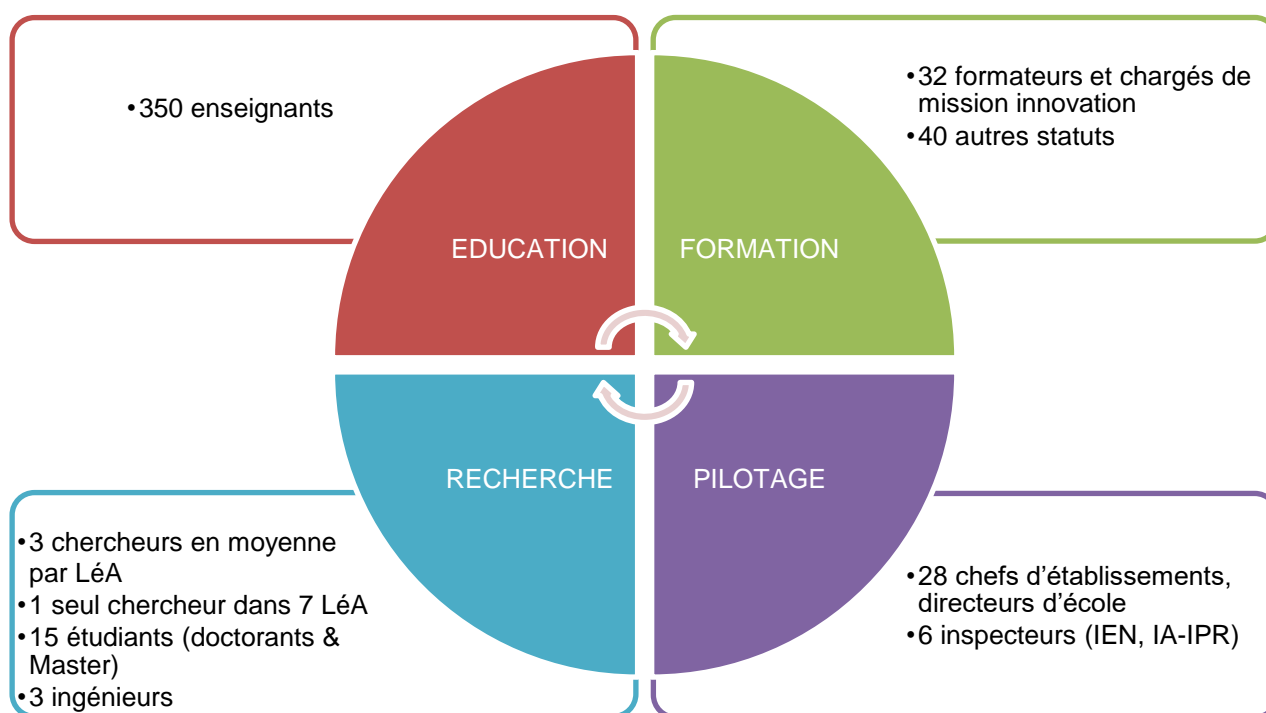 •350 enseignants
•32 formateurs et chargés de
mission innovation
•40 autres statuts
EDUCATION
FORMATION
RECHERCHE
PILOTAGE
•3 chercheurs en moyenne
par LéA
•1 seul chercheur dans 7 LéA
•15 étudiants (doctorants &
Master)
•3 ingénieurs
•28 chefs d’établissements,
directeurs d’école
•6 inspecteurs (IEN, IA-IPR)